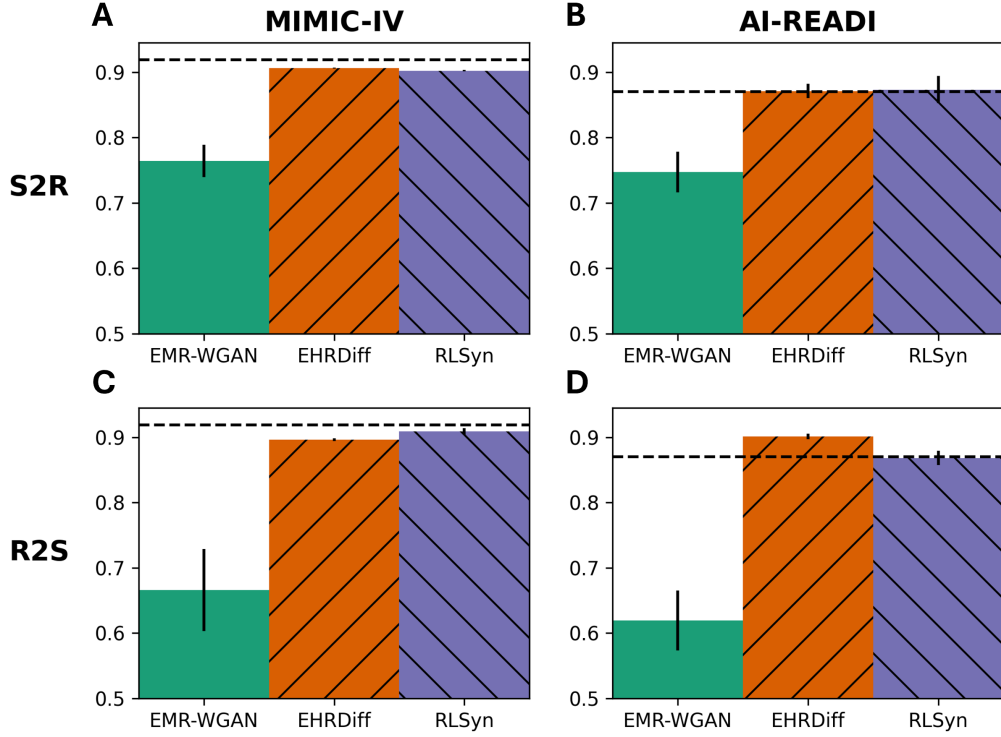 A MIMIC-IV
B AI-READI
S2R
0.9
0.8
0.7
0.6
0.5
EMR-WGAN EHRDiff RLSyn
0.9
0.8
0.7
0.6
0.5
EMR-WGAN EHRDiff RLSyn
C
D
R2S
0.9
0.8
0.7
0.6
0.5
EMR-WGAN EHRDiff RLSyn
0.9
0.8
0.7
0.6
0.5
EMR-WGAN EHRDiff RLSyn